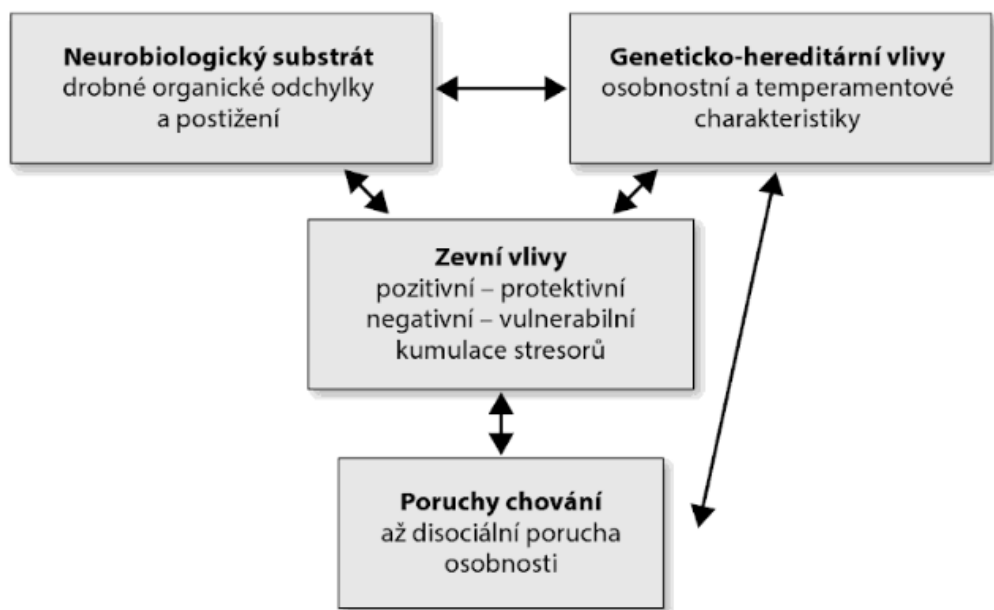 Neurobiologický substrát
drobné organické odchylky
a postižení
Geneticko-hereditární vlivy
osobnostní a temperamentové
charakteristiky
Zevní vlivy
pozitivní – protektivní
negativní – vulnerabilní
kumulace stresorů
Poruchy chování
až disociální porucha
osobnosti